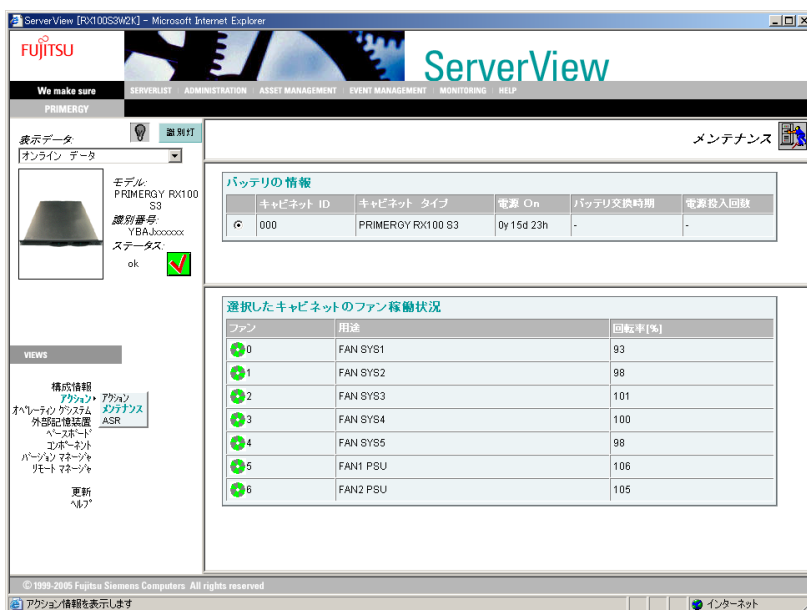 ServerView [RX100S3W2K] - Microsoft Internet Explorer
FUJITSU
ServerView
We make sure
SERVERLIST ADMINISTRATION ASSET MANAGEMENT EVENT MANAGEMENT MONITORING HELP
PRIMERGY
表示データ:
識別灯
オンライン データ
メンテナンス
モデル:
PRIMERGY RX100 S3
識別番号:
YBAJxxxxxx
ステータス:
ok
バッテリの情報
キャビネット ID キャビネット タイプ 電源 On バッテリ交換時期 電源投入回数
000 PRIMERGY RX100 S3 0y 15d 23h - -
選択したキャビネットのファン稼働状況
ファン 用途 回転率[%]
0 FAN SYS1 93
1 FAN SYS2 98
2 FAN SYS3 101
3 FAN SYS4 100
4 FAN SYS5 98
5 FAN1 PSU 106
6 FAN2 PSU 105
VIEWS
構成情報
アクション
オペレーティングシステム
外部記憶装置
ベースボード
コンポーネント
バージョン マネージャ
リモート マネージャ
更新
ヘルプ
アクション
メンテナンス
ASR
© 1999-2005 Fujitsu Siemens Computers All rights reserved
アクション情報を表示します
インターネット